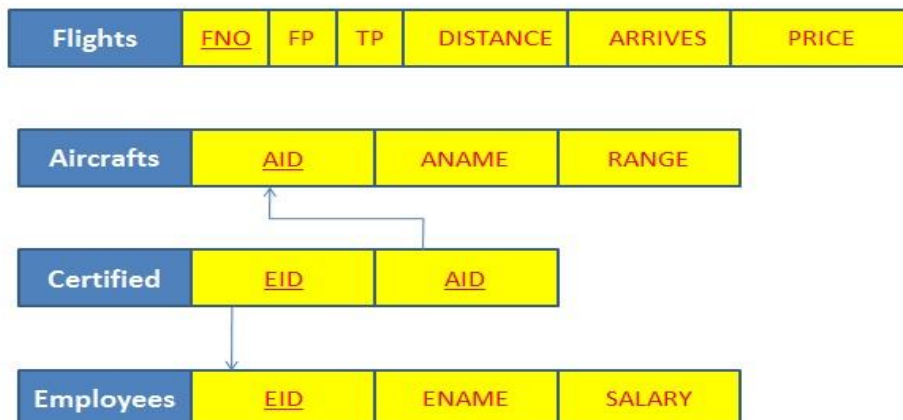 Flights FNO FP TP DISTANCE ARRIVES PRICE
Aircrafts AID ANAME RANGE
Certified EID AID
Employees EID ENAME SALARY